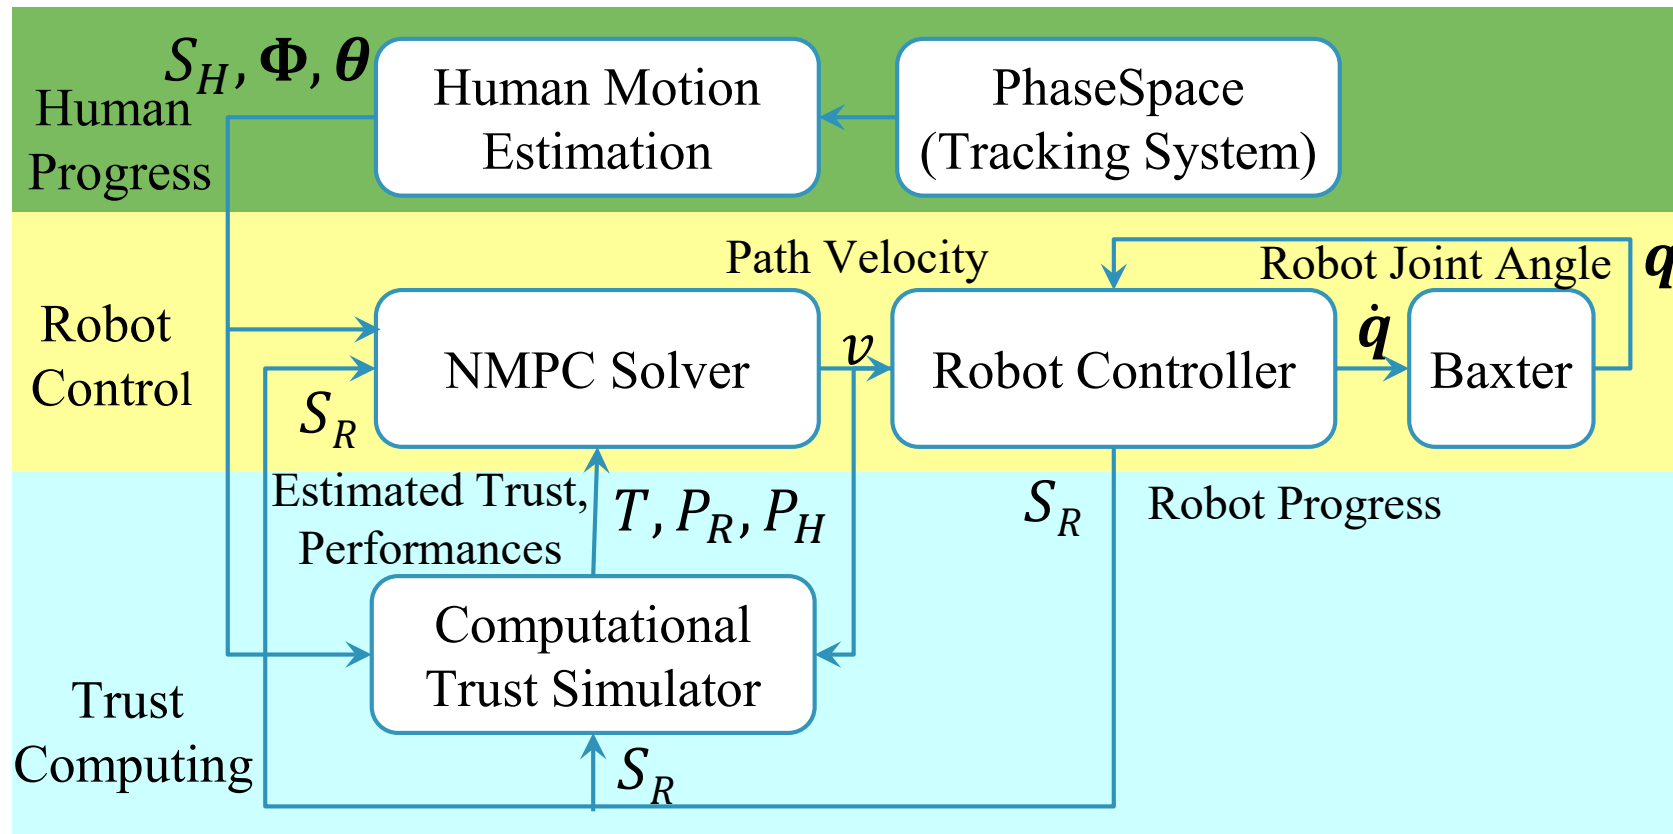 S_H, Φ, θ
Human
Progress
Human Motion
Estimation
PhaseSpace
(Tracking System)
Path Velocity
Robot Joint Angle
q
Robot
Control
S_R
NMPC Solver
v
Robot Controller
q̇
Baxter
Estimated Trust,
Performances
T, P_R, P_H
S_R
Robot Progress
Computational
Trust Simulator
Trust
Computing
S_R